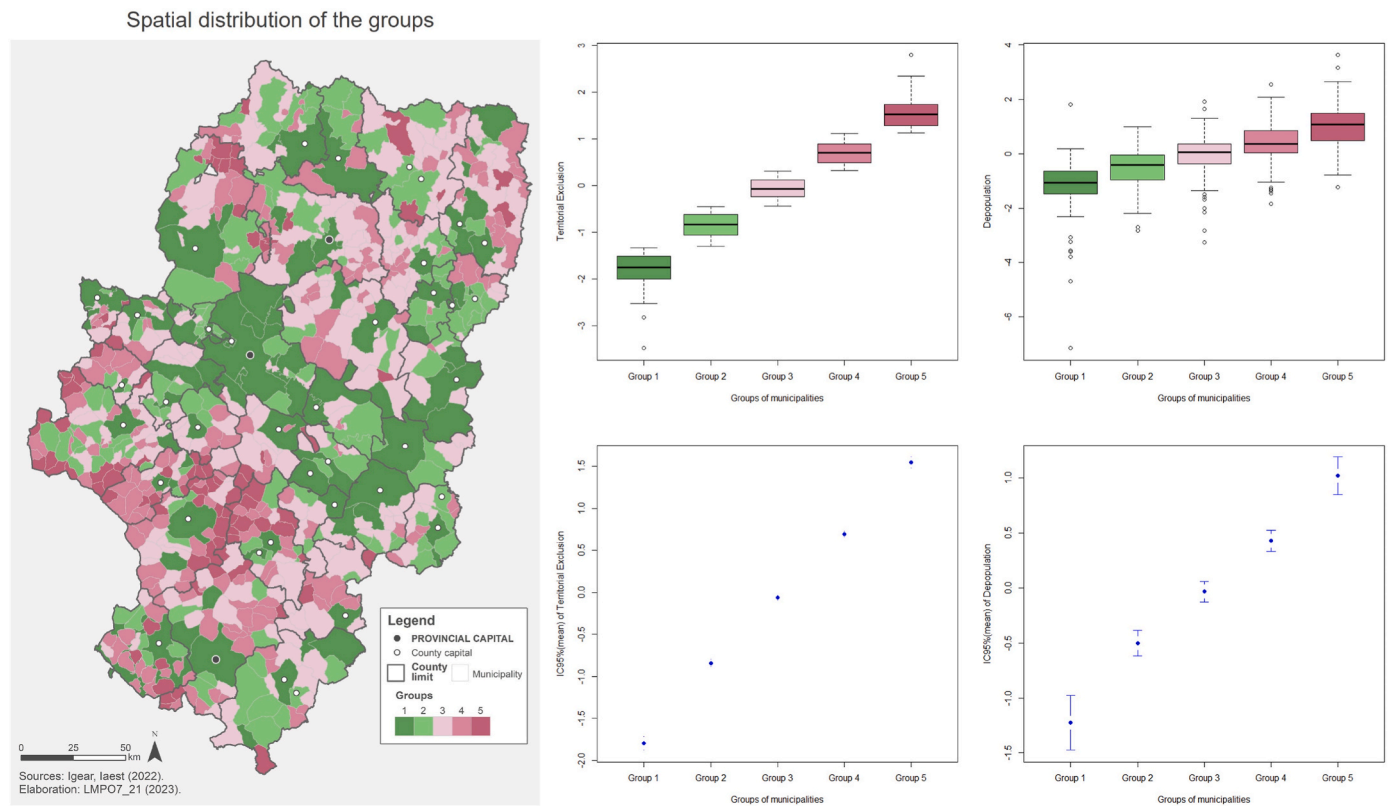 Spatial distribution of the groups
Legend
PROVINCIAL CAPITAL
County capital
County limit
Municipality
Groups
1 2 3 4 5
0 25 50
km
N
Sources: Igear, Iaest (2022).
Elaboration: LMPO7_21 (2023).
3
2
1
0
-1
-2
-3
Territorial Exclusion
Group 1 Group 2 Group 3 Group 4 Group 5
Groups of municipalities
4
2
0
-2
-4
-6
Depopulation
Group 1 Group 2 Group 3 Group 4 Group 5
Groups of municipalities
1.5
1.0
0.5
0.0
-0.5
-1.0
-1.5
-2.0
IC95%(mean) of Territorial Exclusion
Group 1 Group 2 Group 3 Group 4 Group 5
Groups of municipalities
1.0
0.5
0.0
-0.5
-1.0
-1.5
IC95%(mean) of Depopulation
Group 1 Group 2 Group 3 Group 4 Group 5
Groups of municipalities